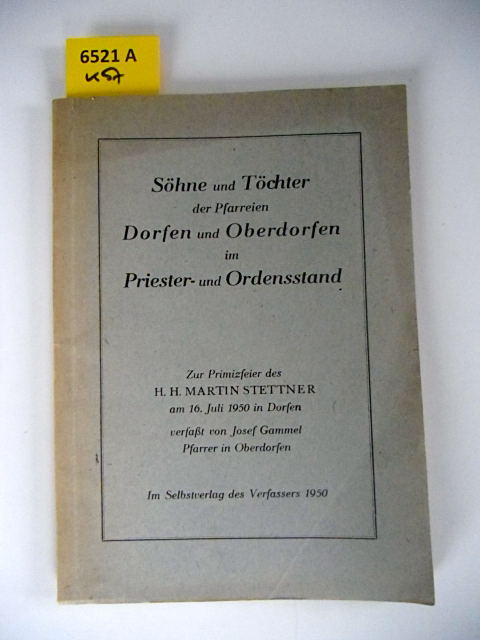 6521 A
Söhne und Töchter
der Pfarreien
Dorfen und Oberdorfen
im
Priester- und Ordensstand
Zur Primizfeier des
H. H. MARTIN STETTNER
am 16. Juli 1950 in Dorfen
verfaßt von Josef Gammel
Pfarrer in Oberdorfen
Im Selbstverlag des Verfassers 1950